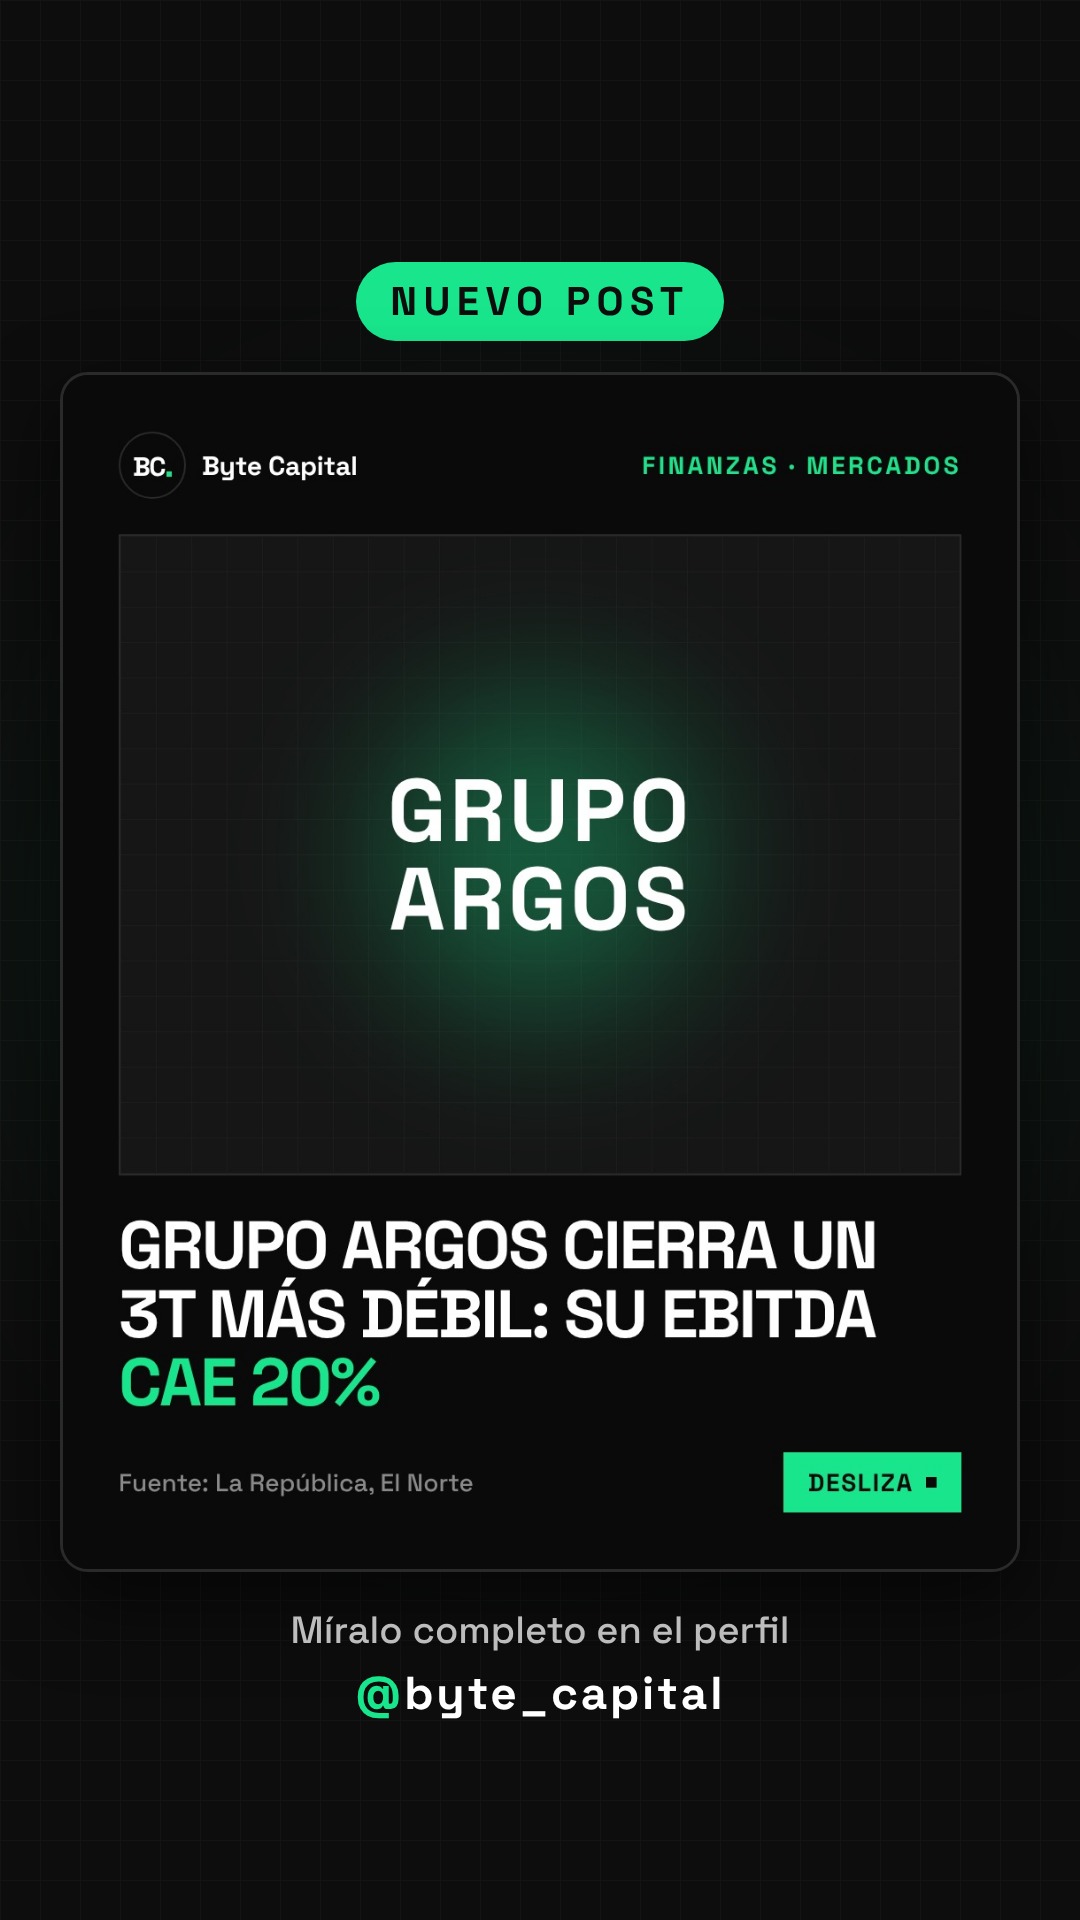 NUEVO POST
BC. Byte Capital
FINANZAS · MERCADOS
GRUPO
ARGOS
GRUPO ARGOS CIERRA UN
3T MÁS DÉBIL: SU EBITDA
CAE 20%
Fuente: La República, El Norte
DESLIZA
Míralo completo en el perfil
@byte_capital